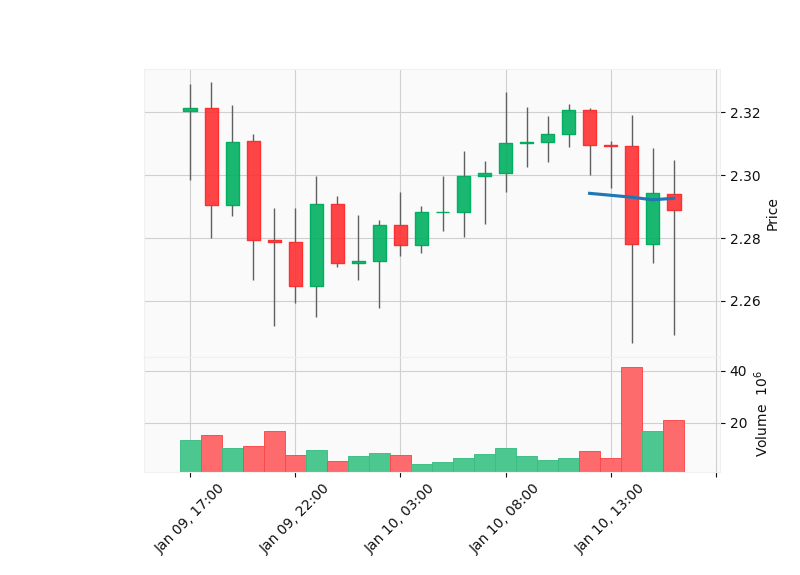 2.32
2.30
2.28
2.26
Price
40
20
Volume 10⁶
Jan 09, 17:00
Jan 09, 22:00
Jan 10, 03:00
Jan 10, 08:00
Jan 10, 13:00